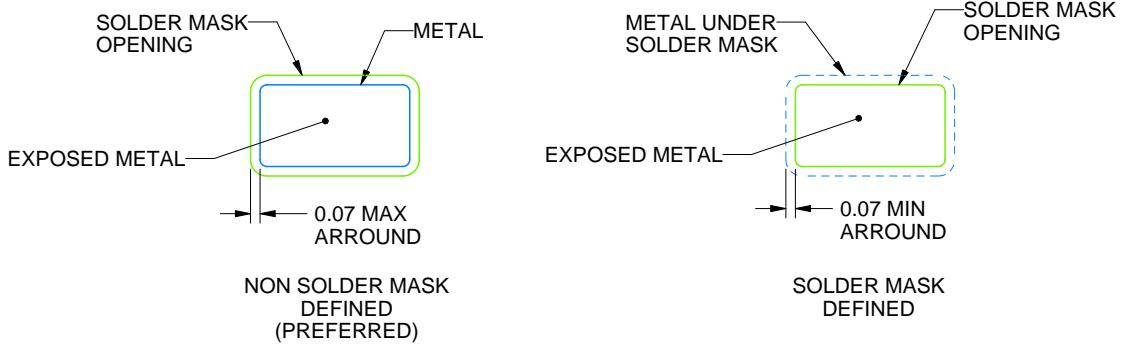 SOLDER MASK
OPENING
METAL
EXPOSED METAL
0.07 MAX
ARROUND
NON SOLDER MASK
DEFINED
(PREFERRED)
METAL UNDER
SOLDER MASK
SOLDER MASK
OPENING
EXPOSED METAL
0.07 MIN
ARROUND
SOLDER MASK
DEFINED